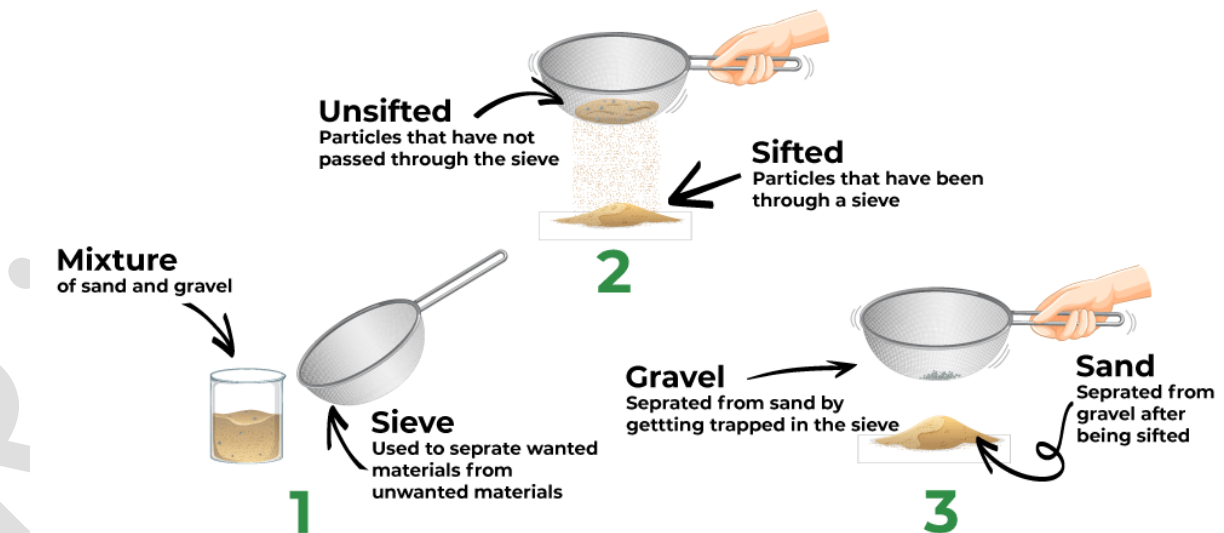 Unsifted
Particles that have not
passed through the sieve
Sifted
Particles that have been
through a sieve
2
Mixture
of sand and gravel
Sieve
Used to seprate wanted
materials from
unwanted materials
1
Gravel
Seprated from sand by
gettting trapped in the sieve
Sand
Seprated from
gravel after
being sifted
3